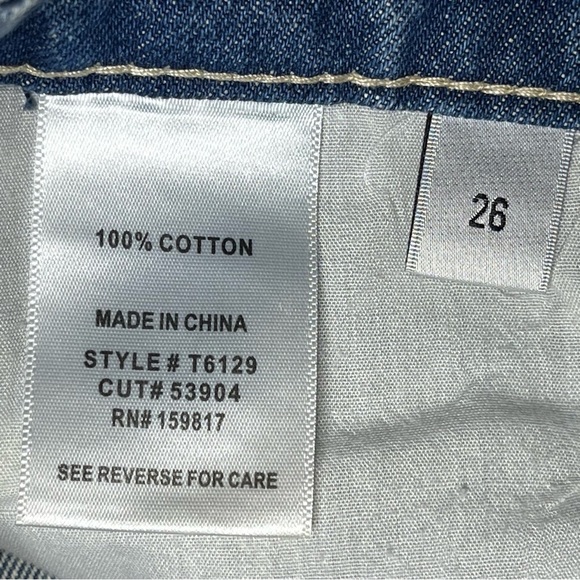 100% COTTON
MADE IN CHINA
STYLE # T6129
CUT# 53904
RN# 159817
SEE REVERSE FOR CARE
26